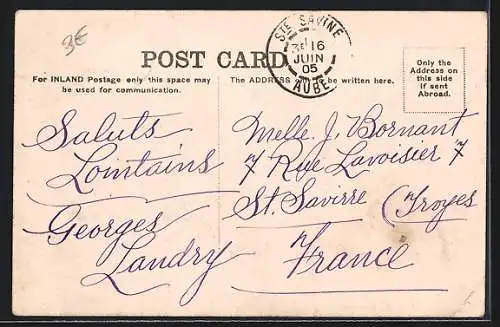 3€
POST CARD
STE SAVINE
3E 16
JUIN
05
AUBE
For INLAND Postage only this space may
be used for communication.
The ADDRESS to be written here.
Only the
Address on
this side
if sent
Abroad.
Saluts
Lointains
Georges
Landry
Melle. J. Bornant
7 Rue Lavoisier 7
St. Savirre (Troyes
France